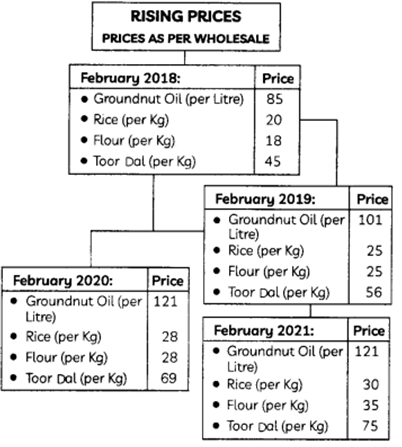 RISING PRICES
PRICES AS PER WHOLESALE
February 2018: Price
• Groundnut Oil (per Litre) 85
• Rice (per Kg) 20
• Flour (per Kg) 18
• Toor Dal (per Kg) 45
February 2019: Price
• Groundnut Oil (per 101
Litre)
• Rice (per Kg) 25
• Flour (per Kg) 25
• Toor Dal (per Kg) 56
February 2020: Price
• Groundnut Oil (per 121
Litre)
• Rice (per Kg) 28
• Flour (per Kg) 28
• Toor Dal (per Kg) 69
February 2021: Price
• Groundnut Oil (per 121
Litre)
• Rice (per Kg) 30
• Flour (per Kg) 35
• Toor Dal (per Kg) 75